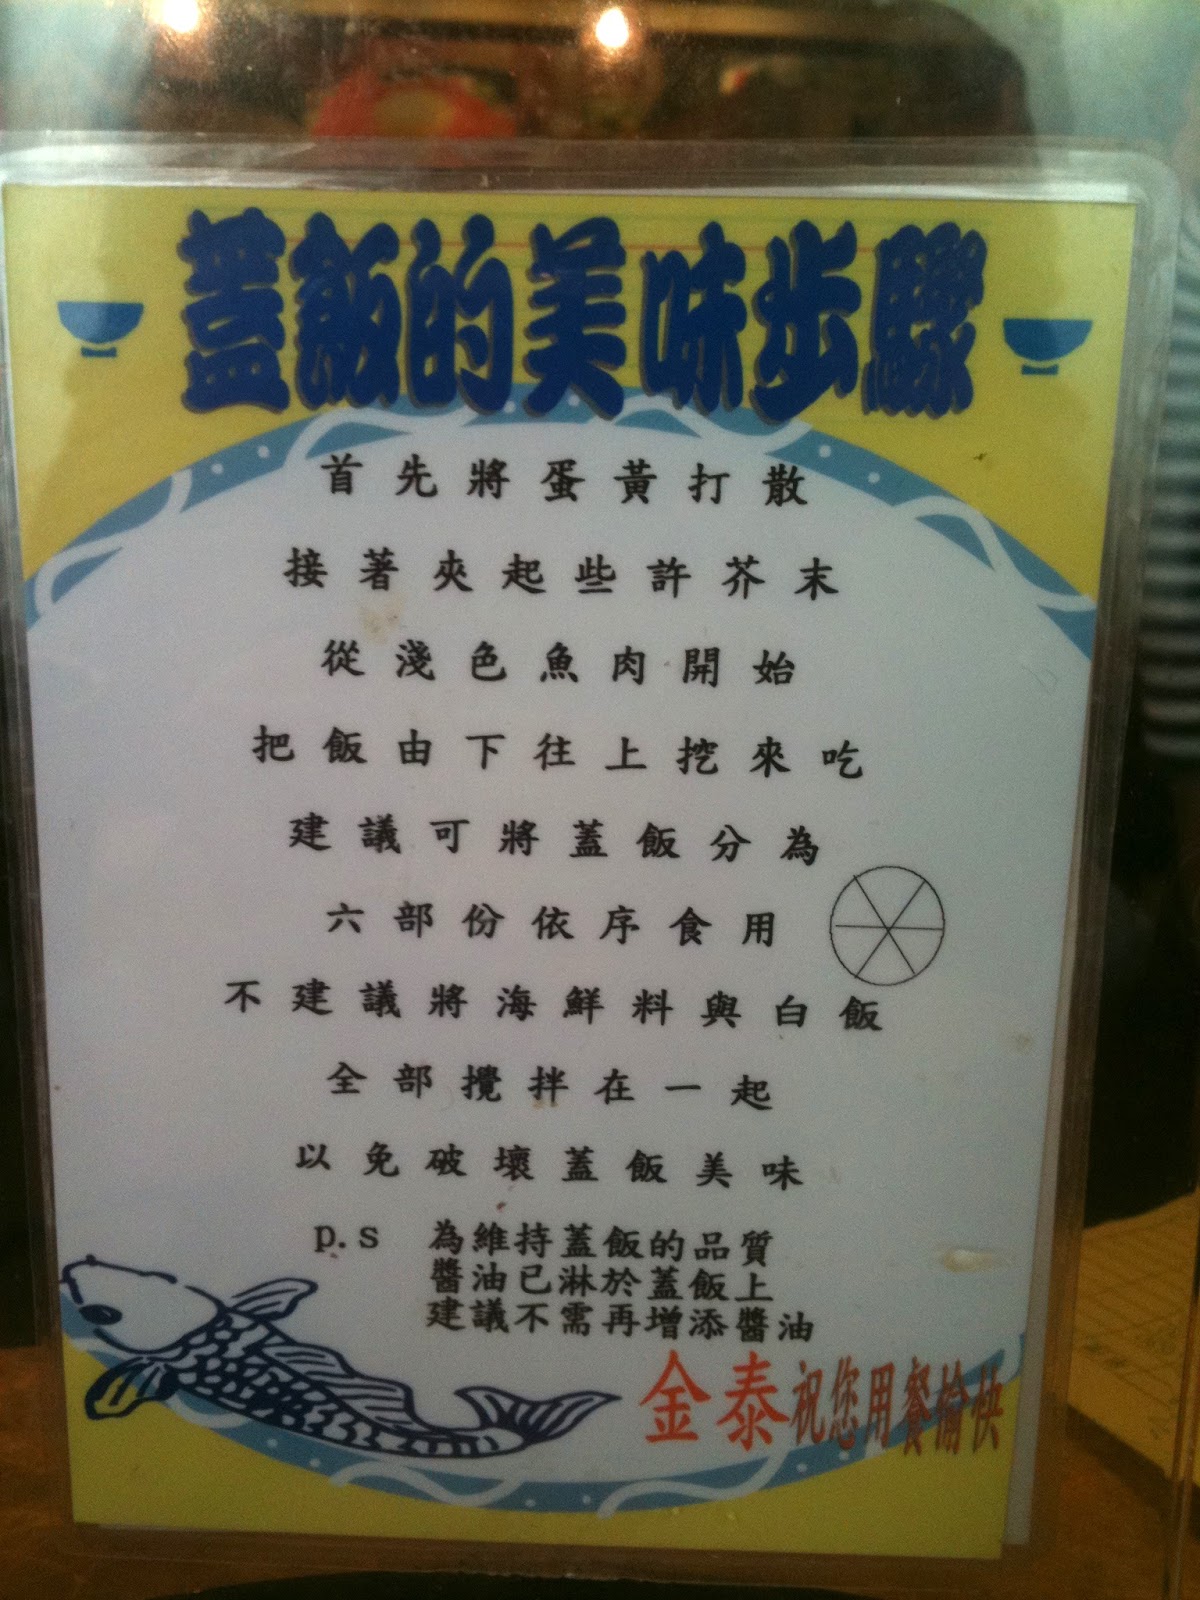 蓋飯的美味步驟
首先將蛋黃打散
接著夾起些許芥末
從淺色魚肉開始
把飯由下往上挖來吃
建議可將蓋飯分為
六部份依序食用
不建議將海鮮料與白飯
全部攪拌在一起
以免破壞蓋飯美味
p.s 為維持蓋飯的品質
醬油已淋於蓋飯上
建議不需再增添醬油
金泰祝您用餐愉快